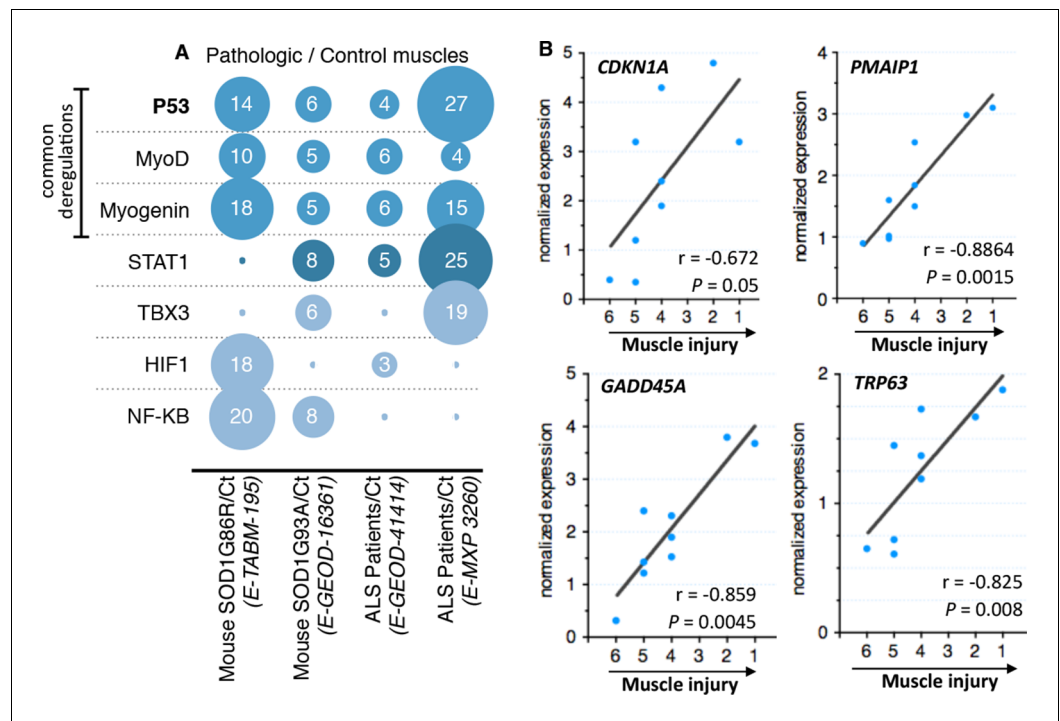 A Pathologic / Control muscles
common
deregulations
P53 14 6 4 27
MyoD 10 5 6 4
Myogenin 18 5 6 15
STAT1 8 5 25
TBX3 6 19
HIF1 18 3
NF-KB 20 8
Mouse SOD1G86R/Ct
(E-TABM-195)
Mouse SOD1G93A/Ct
(E-GEOD-16361)
ALS Patients/Ct
(E-GEOD-41414)
ALS Patients/Ct
(E-MXP 3260)
B
CDKN1A
normalized expression
5
4
3
2
1
0
r = -0.672
P = 0.05
6 5 4 3 2 1
Muscle injury
PMAIP1
normalized expression
4
3
2
1
0
r = -0.8864
P = 0.0015
6 5 4 3 2 1
Muscle injury
GADD45A
normalized expression
5
4
3
2
1
0
r = -0.859
P = 0.0045
6 5 4 3 2 1
Muscle injury
TRP63
normalized expression
2
1
0
r = -0.825
P = 0.008
6 5 4 3 2 1
Muscle injury